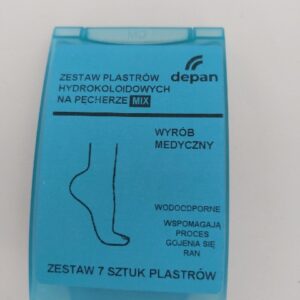 ZESTAW PLASTRÓW
HYDROKOLOIDOWYCH
NA PĘCHERZE MIX
depan
WYRÓB
MEDYCZNY
WODOODPORNE
WSPOMAGAJĄ
PROCES
GOJENIA SIĘ
RAN
ZESTAW 7 SZTUK PLASTRÓW